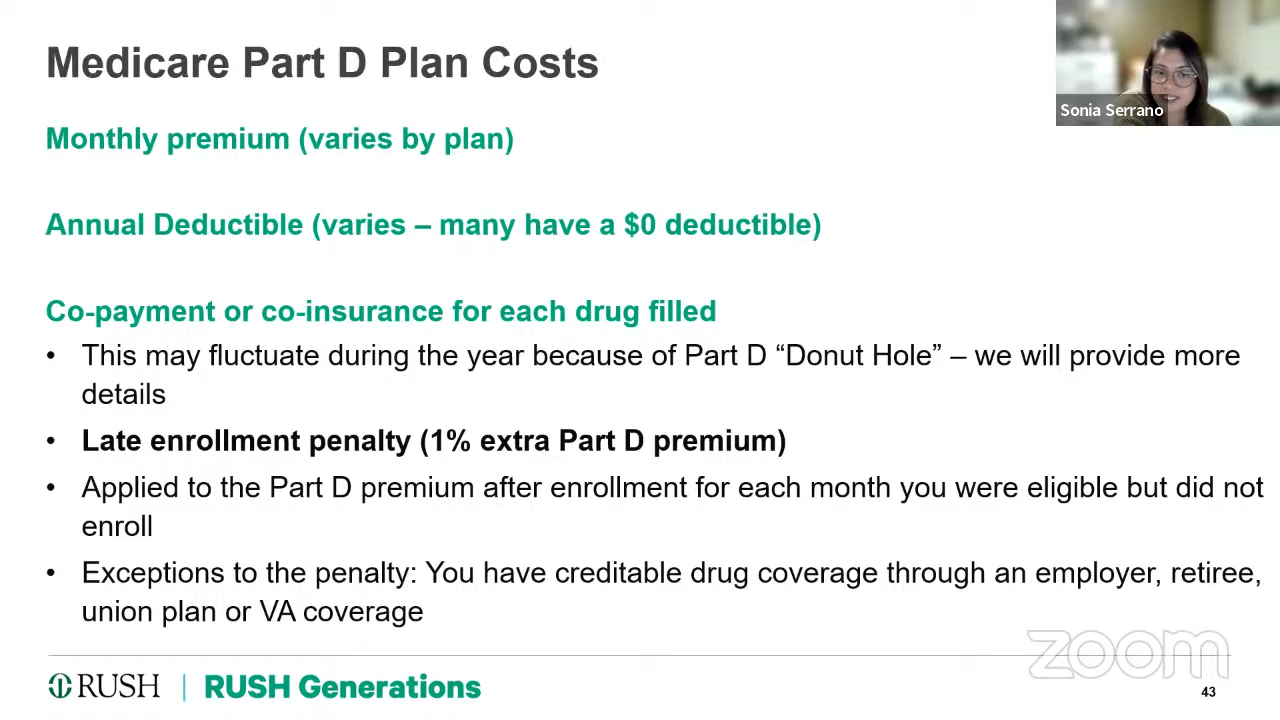 Medicare Part D Plan Costs
Sonia Serrano
Monthly premium (varies by plan)
Annual Deductible (varies – many have a $0 deductible)
Co-payment or co-insurance for each drug filled
• This may fluctuate during the year because of Part D “Donut Hole” – we will provide more
details
• Late enrollment penalty (1% extra Part D premium)
• Applied to the Part D premium after enrollment for each month you were eligible but did not
enroll
• Exceptions to the penalty: You have creditable drug coverage through an employer, retiree,
union plan or VA coverage
zoom
RUSH | RUSH Generations
43